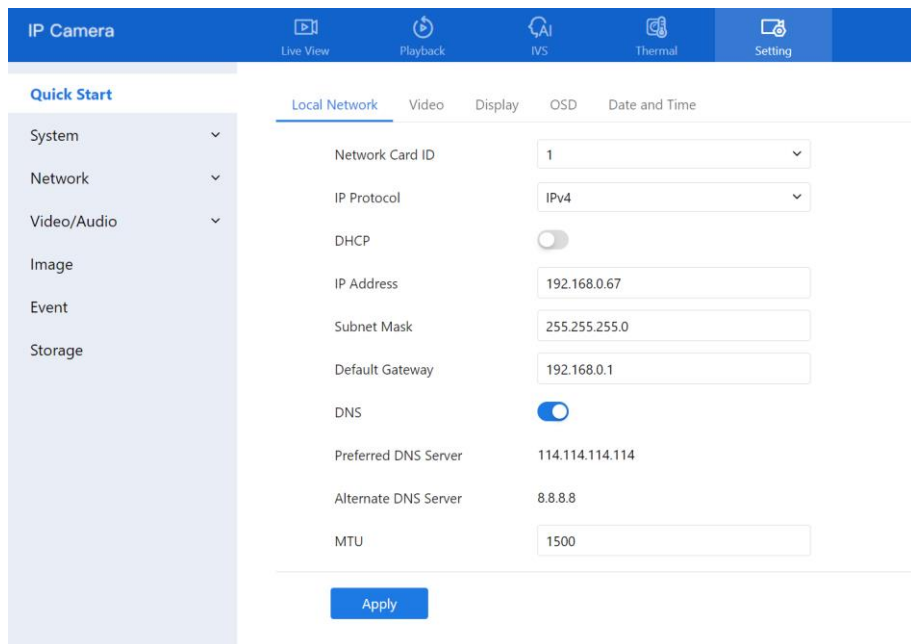 IP Camera
Live View
Playback
AI
IVS
Thermal
Setting
Quick Start
System
Network
Video/Audio
Image
Event
Storage
Local Network Video Display OSD Date and Time
Network Card ID 1
IP Protocol IPv4
DHCP
IP Address 192.168.0.67
Subnet Mask 255.255.255.0
Default Gateway 192.168.0.1
DNS
Preferred DNS Server 114.114.114.114
Alternate DNS Server 8.8.8.8
MTU 1500
Apply